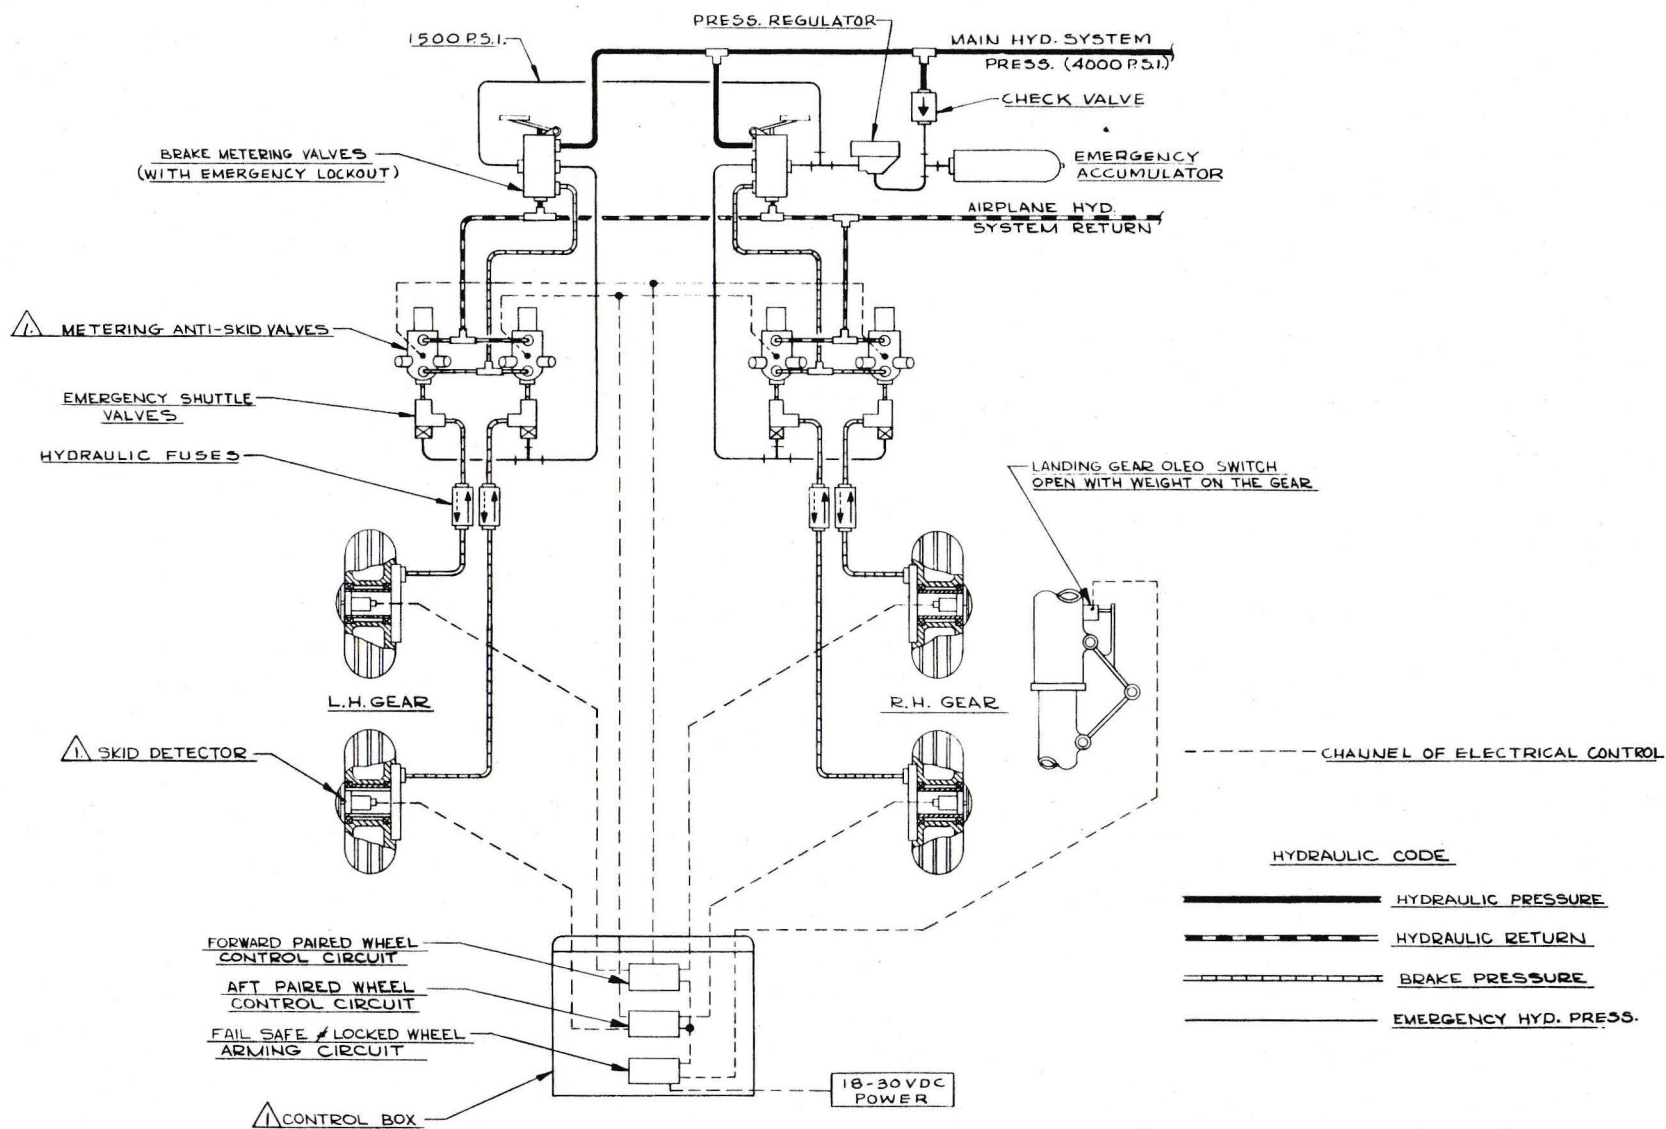 PRESS. REGULATOR
1500 P.S.I.
MAIN HYD. SYSTEM
PRESS. (4000 P.S.I.)
CHECK VALVE
BRAKE METERING VALVES
(WITH EMERGENCY LOCKOUT)
EMERGENCY
ACCUMULATOR
AIRPLANE HYD.
SYSTEM RETURN
1. METERING ANTI-SKID VALVES
EMERGENCY SHUTTLE
VALVES
HYDRAULIC FUSES
LANDING GEAR OLEO SWITCH
OPEN WITH WEIGHT ON THE GEAR
L.H. GEAR
R.H. GEAR
1. SKID DETECTOR
CHANNEL OF ELECTRICAL CONTROL
HYDRAULIC CODE
HYDRAULIC PRESSURE
HYDRAULIC RETURN
BRAKE PRESSURE
EMERGENCY HYD. PRESS.
FORWARD PAIRED WHEEL
CONTROL CIRCUIT
AFT PAIRED WHEEL
CONTROL CIRCUIT
FAIL SAFE & LOCKED WHEEL
ARMING CIRCUIT
18-30 VDC
POWER
1 CONTROL BOX